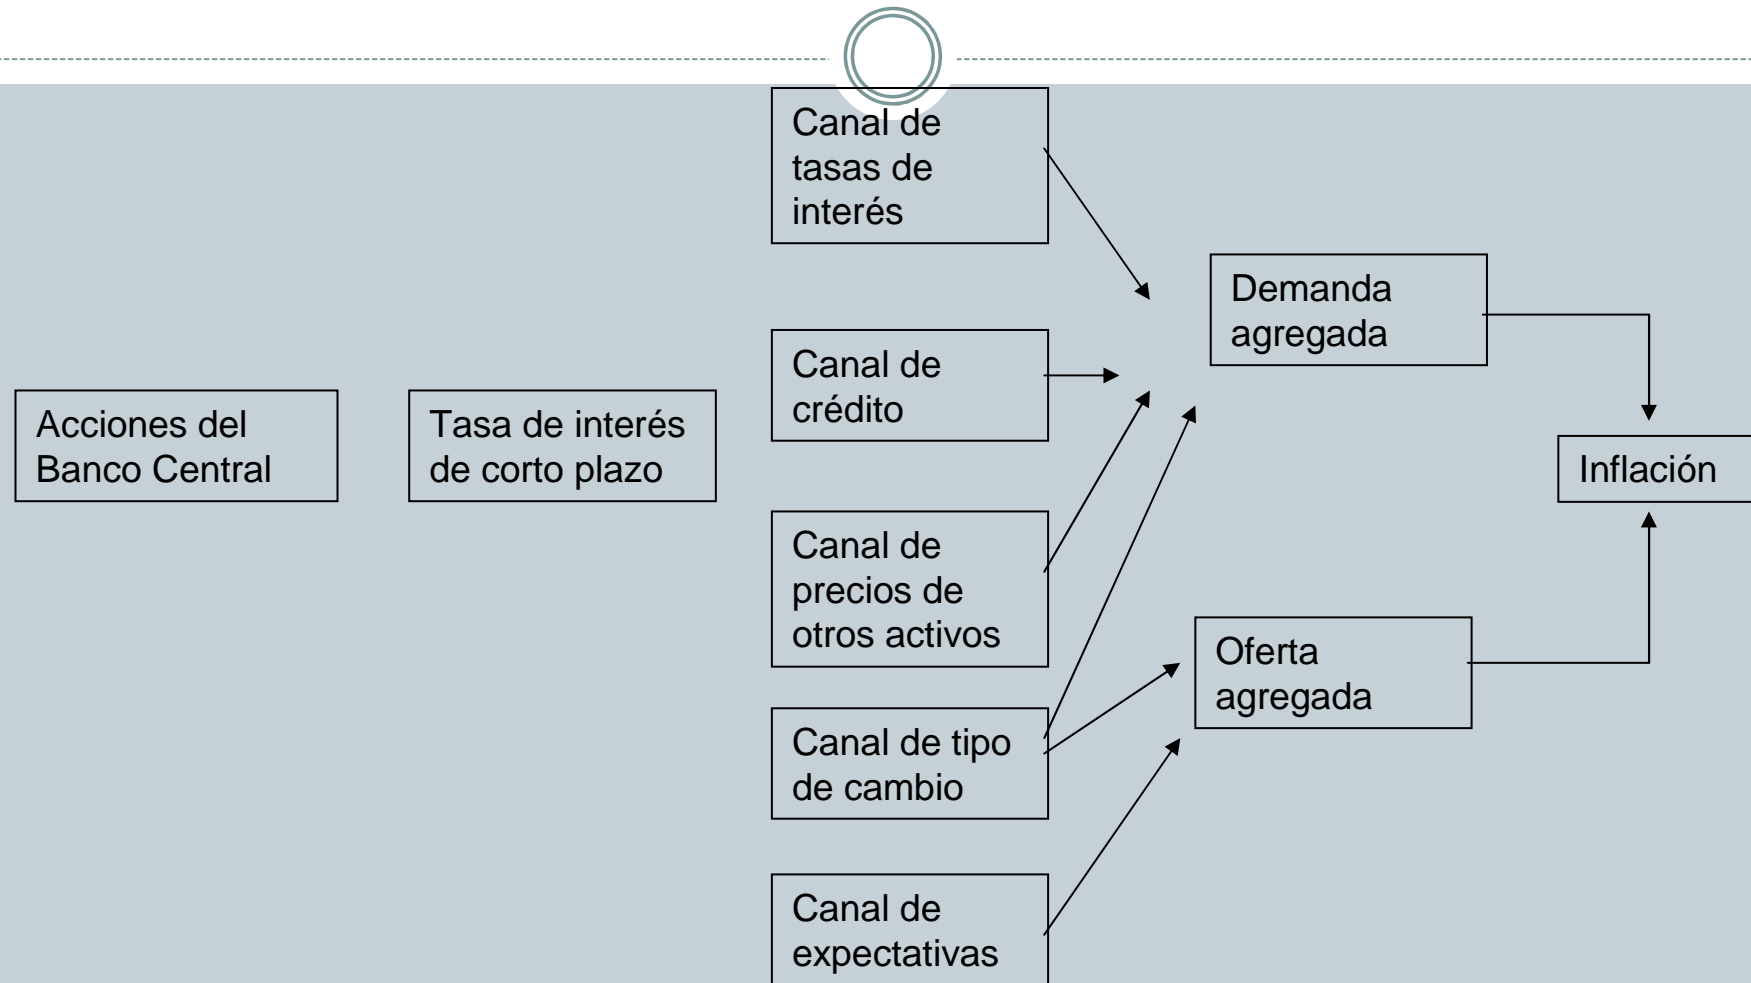 Canal de
tasas de
interés
Demanda
agregada
Canal de
crédito
Acciones del
Banco Central
Tasa de interés
de corto plazo
Inflación
Canal de
precios de
otros activos
Oferta
agregada
Canal de tipo
de cambio
Canal de
expectativas